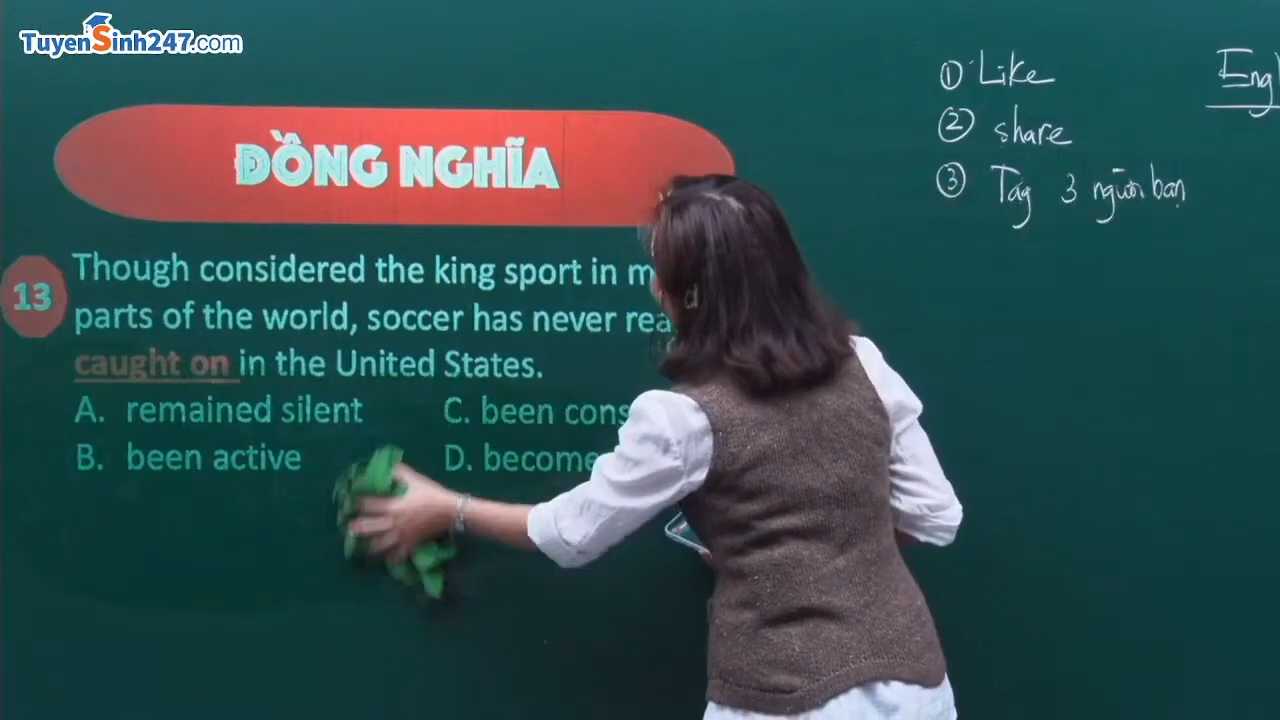 TuyenSinh247.com
① Like
Eng
② share
③ Tag 3 người bạn
ĐỒNG NGHĨA
13
Though considered the king sport in m
parts of the world, soccer has never rea
caught on in the United States.
A. remained silent
C. been cons
B. been active
D. become